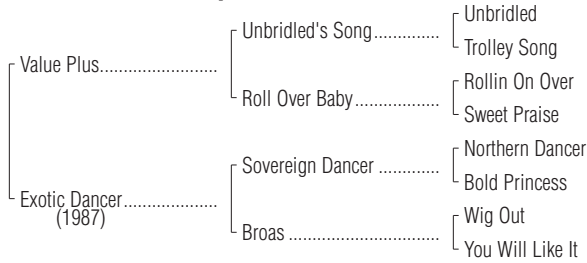 Unbridled
Unbridled's Song..............
Trolley Song
Value Plus........................
Rollin On Over
Roll Over Baby..................
Sweet Praise
Northern Dancer
Sovereign Dancer .............
Bold Princess
Exotic Dancer...................
(1987)
Wig Out
Broas ................................
You Will Like It